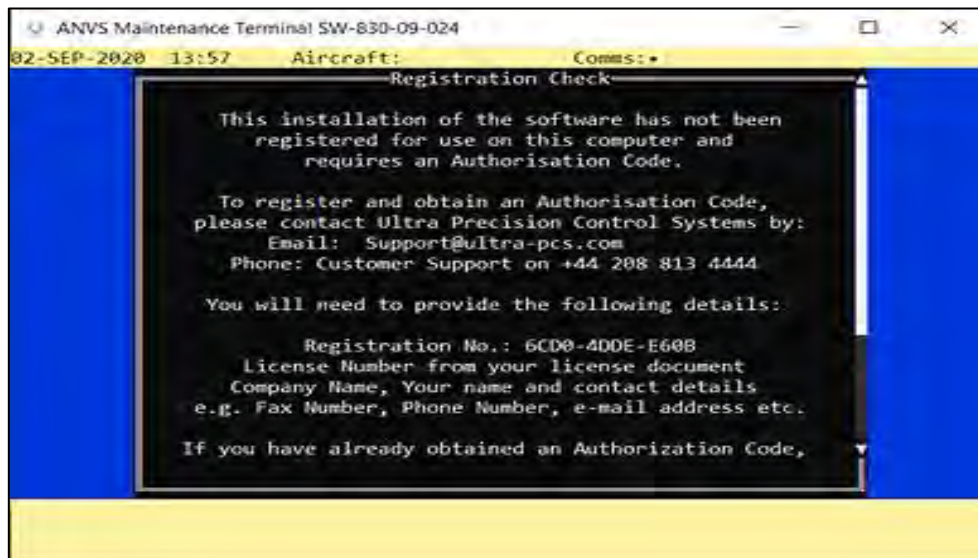 ANVS Maintenance Terminal SW-830-09-024
02-SEP-2020 13:57 Aircraft: Comms:•
Registration Check
This installation of the software has not been
registered for use on this computer and
requires an Authorisation Code.
To register and obtain an Authorisation Code,
please contact Ultra Precision Control Systems by:
Email: Support@ultra-pcs.com
Phone: Customer Support on +44 208 813 4444
You will need to provide the following details:
Registration No.: 6CD0-4DDE-E60B
License Number from your license document
Company Name, Your name and contact details
e.g. Fax Number, Phone Number, e-mail address etc.
If you have already obtained an Authorization Code,